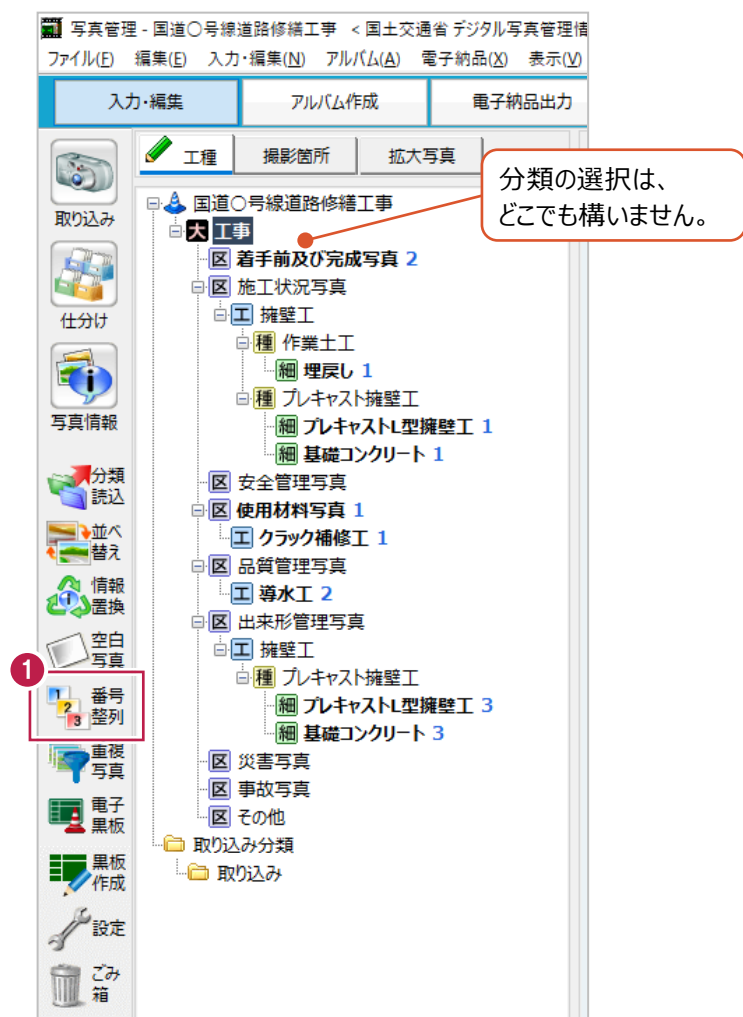 写真管理 - 国道〇号線道路修繕工事 <国土交通省 デジタル写真管理情
ファイル(F) 編集(E) 入力・編集(N) アルバム(A) 電子納品(X) 表示(V)
入力・編集 アルバム作成 電子納品出力
工種 撮影箇所 拡大写真
分類の選択は、
どこでも構いません。
取り込み
仕分け
写真情報
分類
読込
並べ
替え
情報
置換
空白
写真
1
1 2 3
番号
整列
重複
写真
電子
黒板
黒板
作成
設定
ごみ
箱
国道〇号線道路修繕工事
大 工事
区 着手前及び完成写真 2
区 施工状況写真
工 擁壁工
種 作業土工
細 埋戻し 1
種 プレキャスト擁壁工
細 プレキャストL型擁壁工 1
細 基礎コンクリート 1
区 安全管理写真
区 使用材料写真 1
工 クラック補修工 1
区 品質管理写真
工 導水工 2
区 出来形管理写真
工 擁壁工
種 プレキャスト擁壁工
細 プレキャストL型擁壁工 3
細 基礎コンクリート 3
区 災害写真
区 事故写真
区 その他
取り込み分類
取り込み